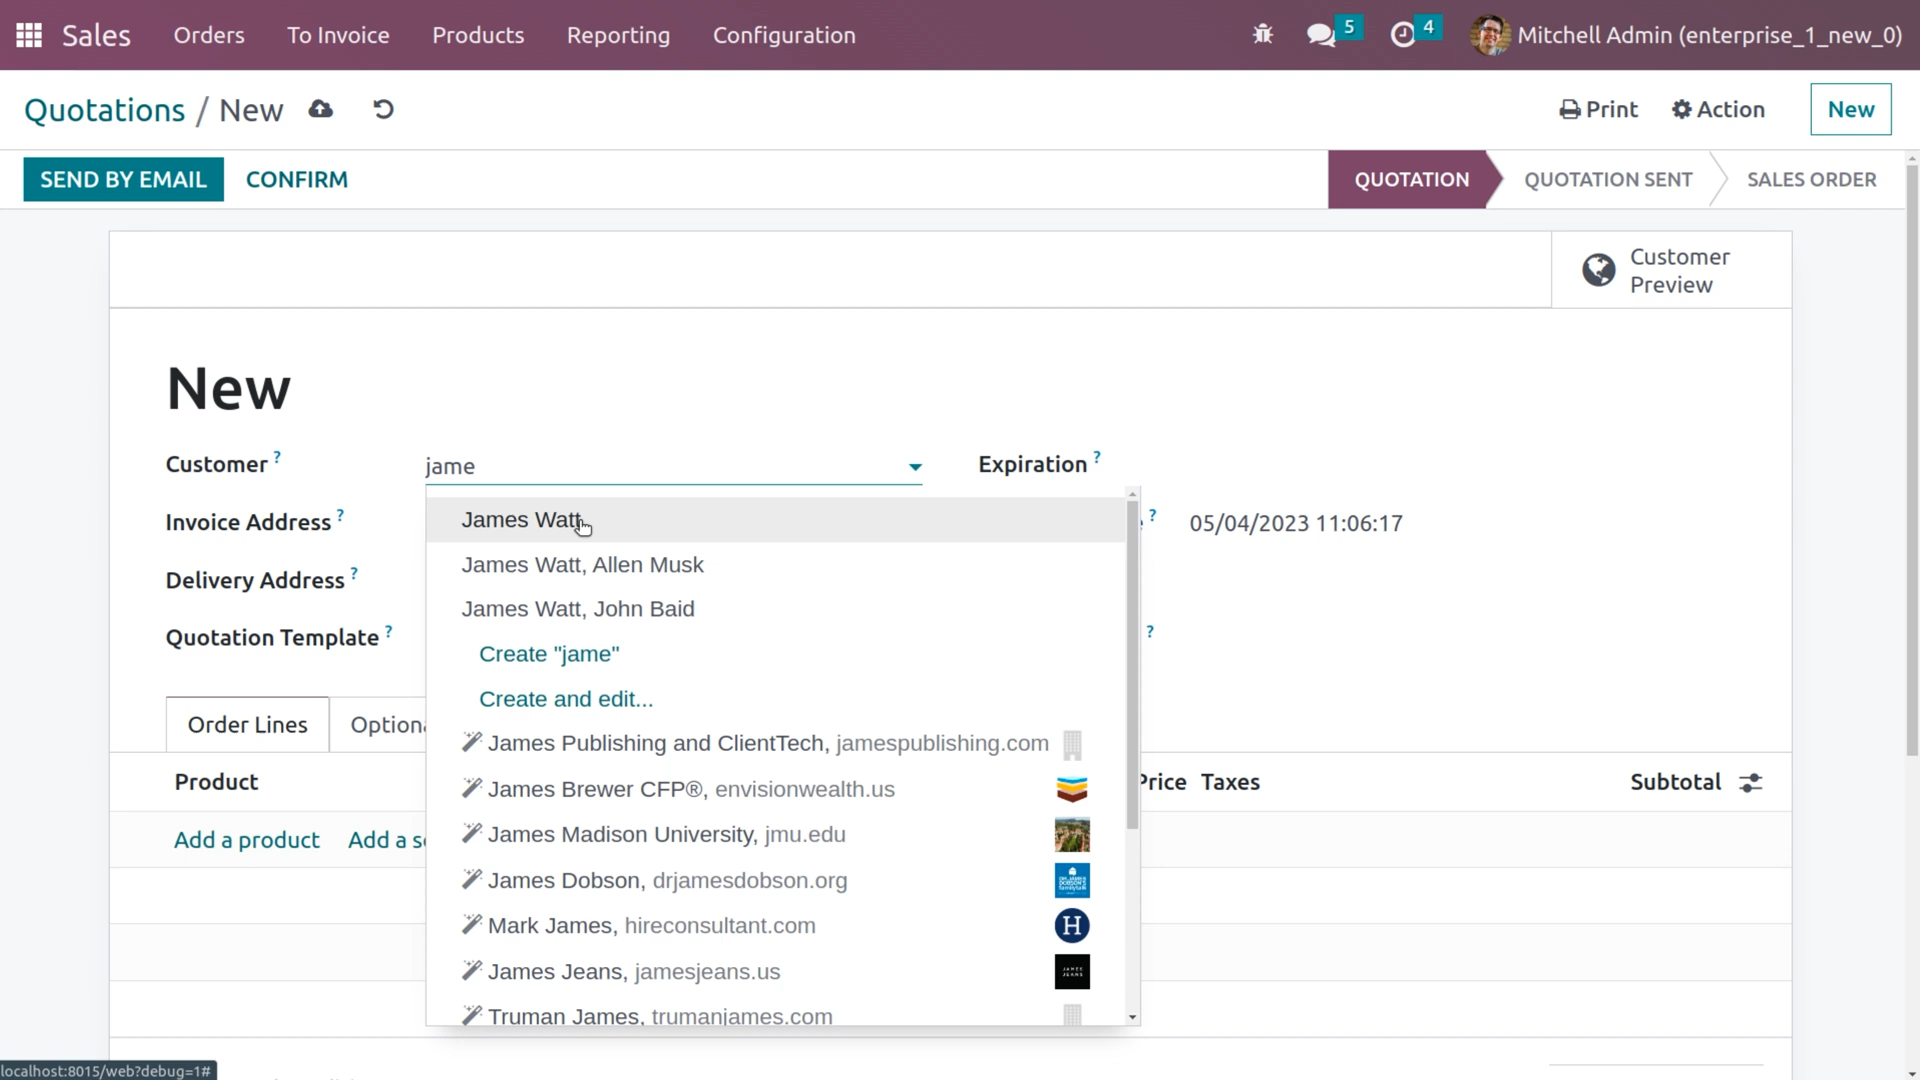 Sales Orders To Invoice Products Reporting Configuration 5 4 Mitchell Admin (enterprise_1_new_0)
Quotations / New Print Action New
SEND BY EMAIL CONFIRM QUOTATION QUOTATION SENT SALES ORDER
Customer
Preview
New
Customer ? jame Expiration ?
James Watt
Invoice Address ? ? 05/04/2023 11:06:17
James Watt, Allen Musk
Delivery Address ?
James Watt, John Baid
Quotation Template ? ?
Create "jame"
Create and edit...
Order Lines Optiona
James Publishing and ClientTech, jamespublishing.com
Product Price Taxes Subtotal
James Brewer CFP®, envisionwealth.us
Add a product Add a se
James Madison University, jmu.edu
James Dobson, drjamesdobson.org
Mark James, hireconsultant.com
H
James Jeans, jamesjeans.us
JAMES
JEANS
Truman James, trumanjames.com
localhost:8015/web?debug=1#